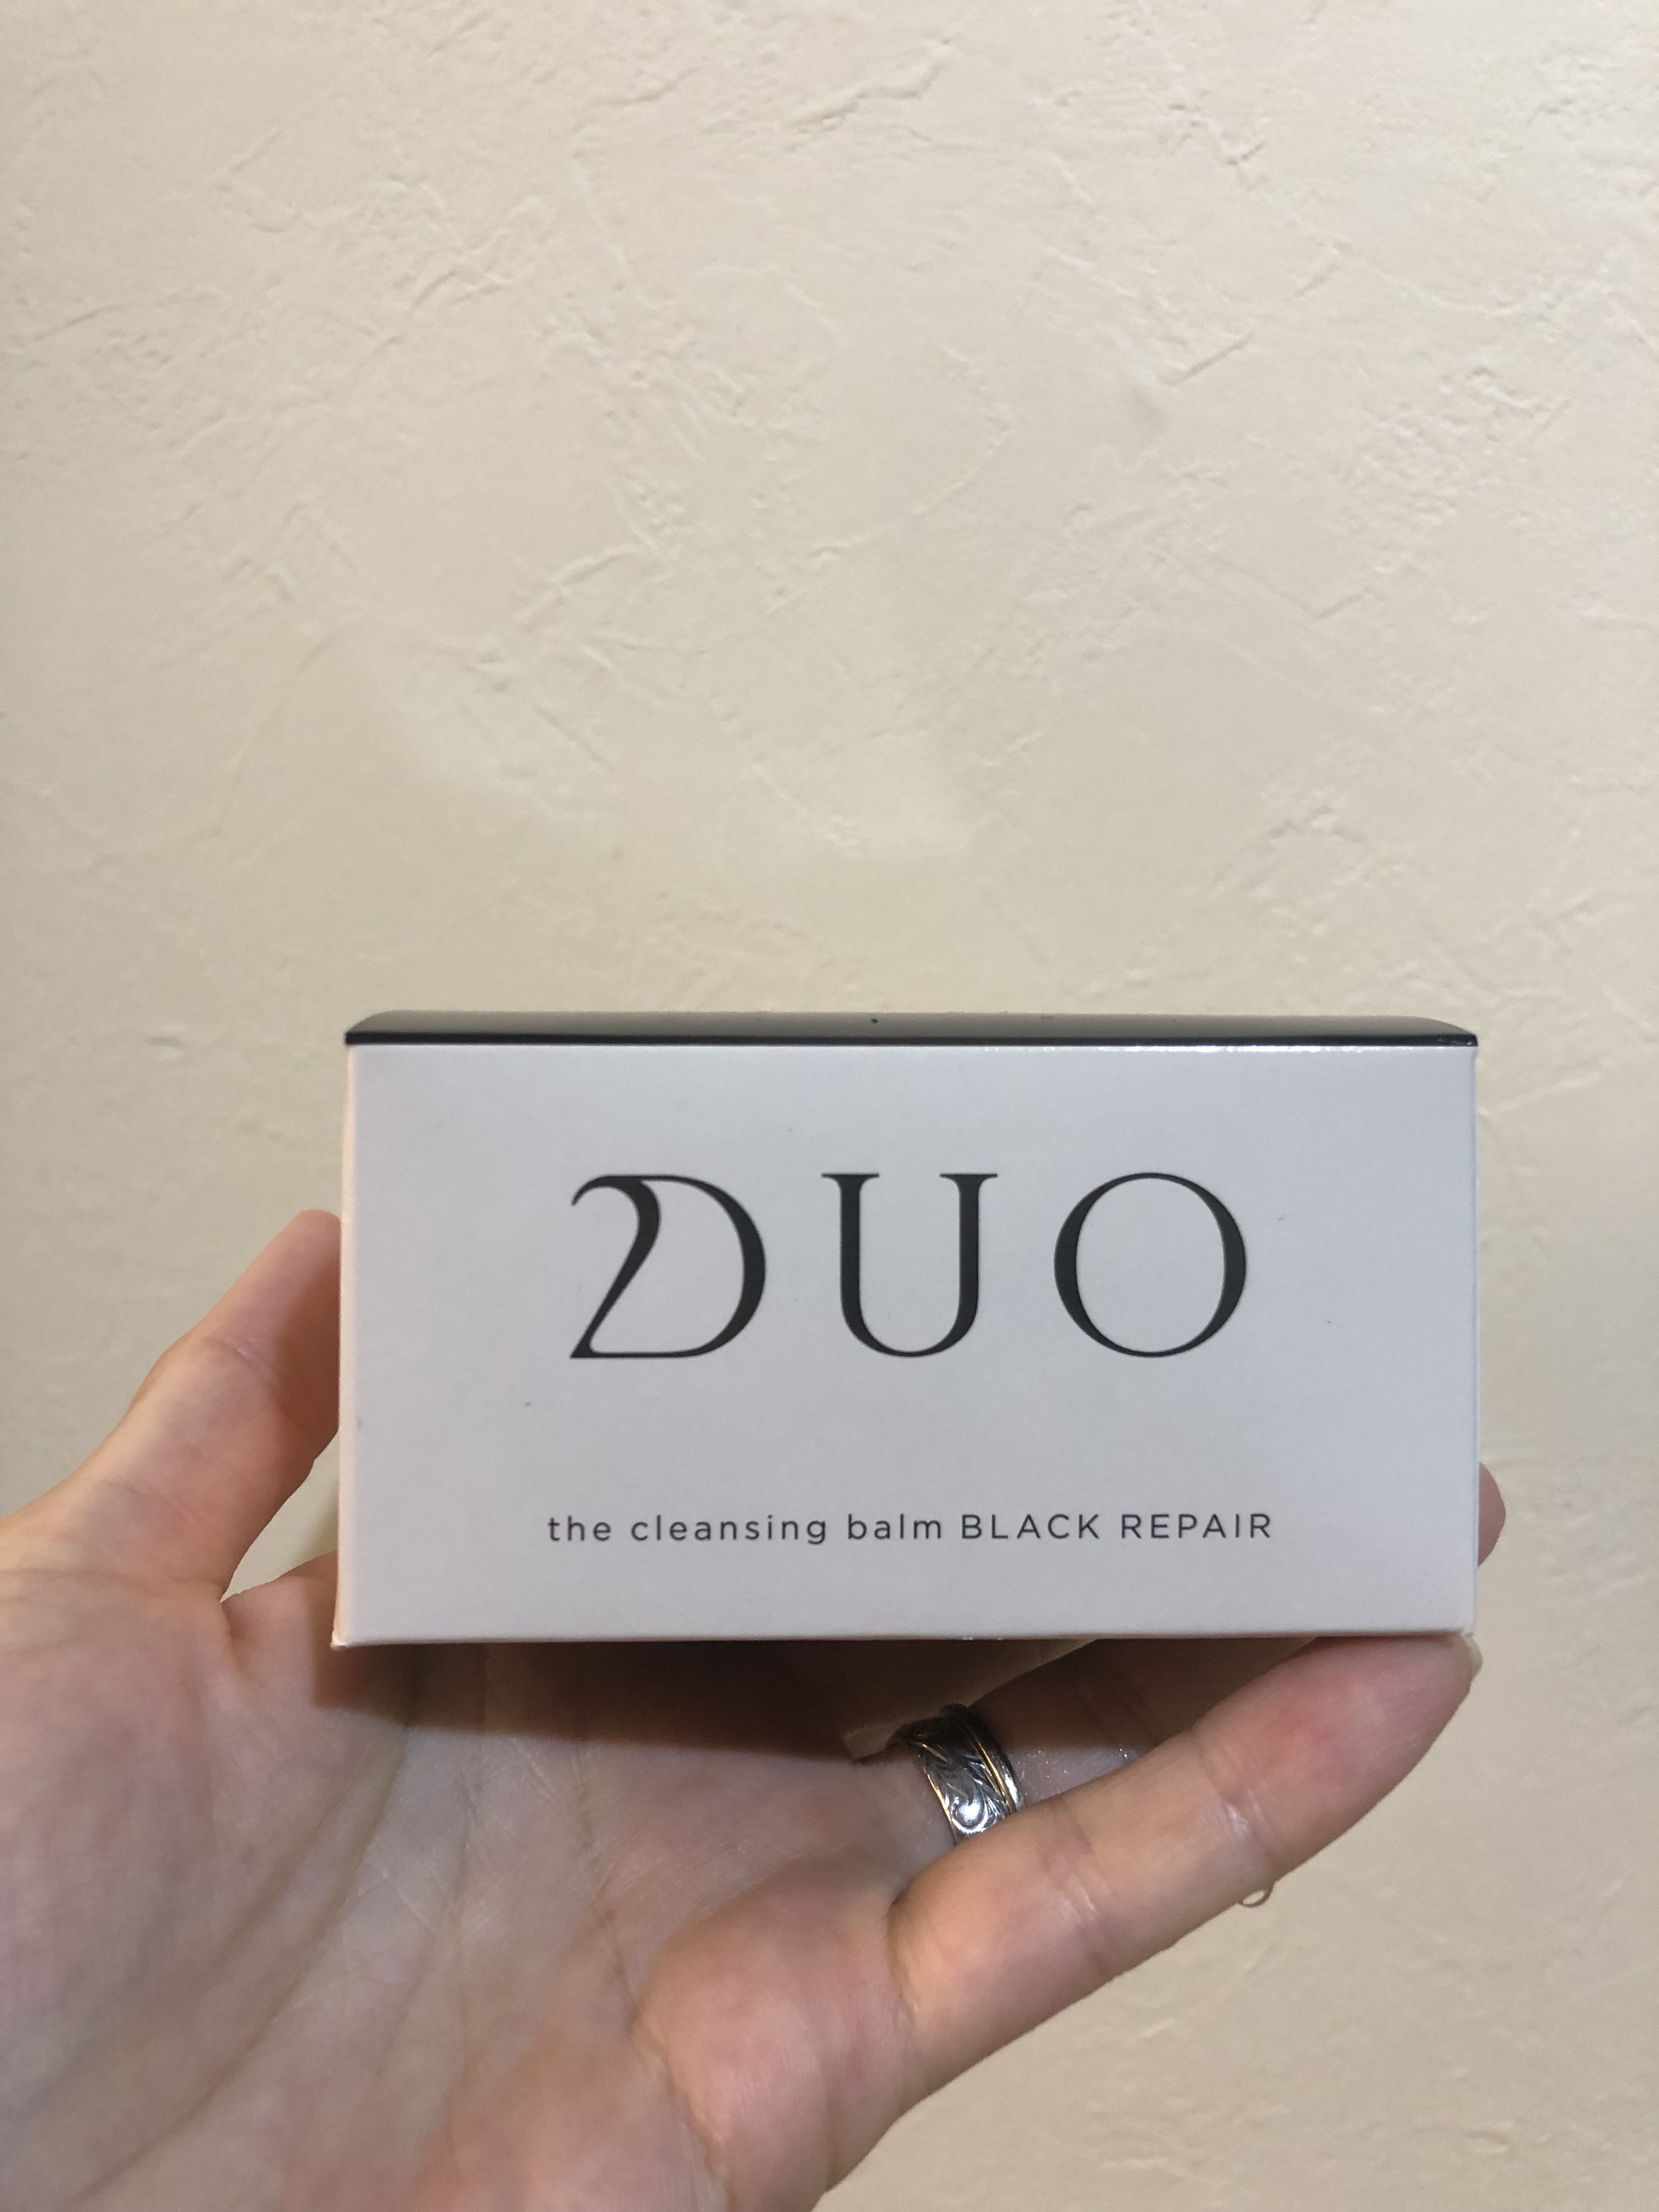 DUO
the cleansing balm BLACK REPAIR